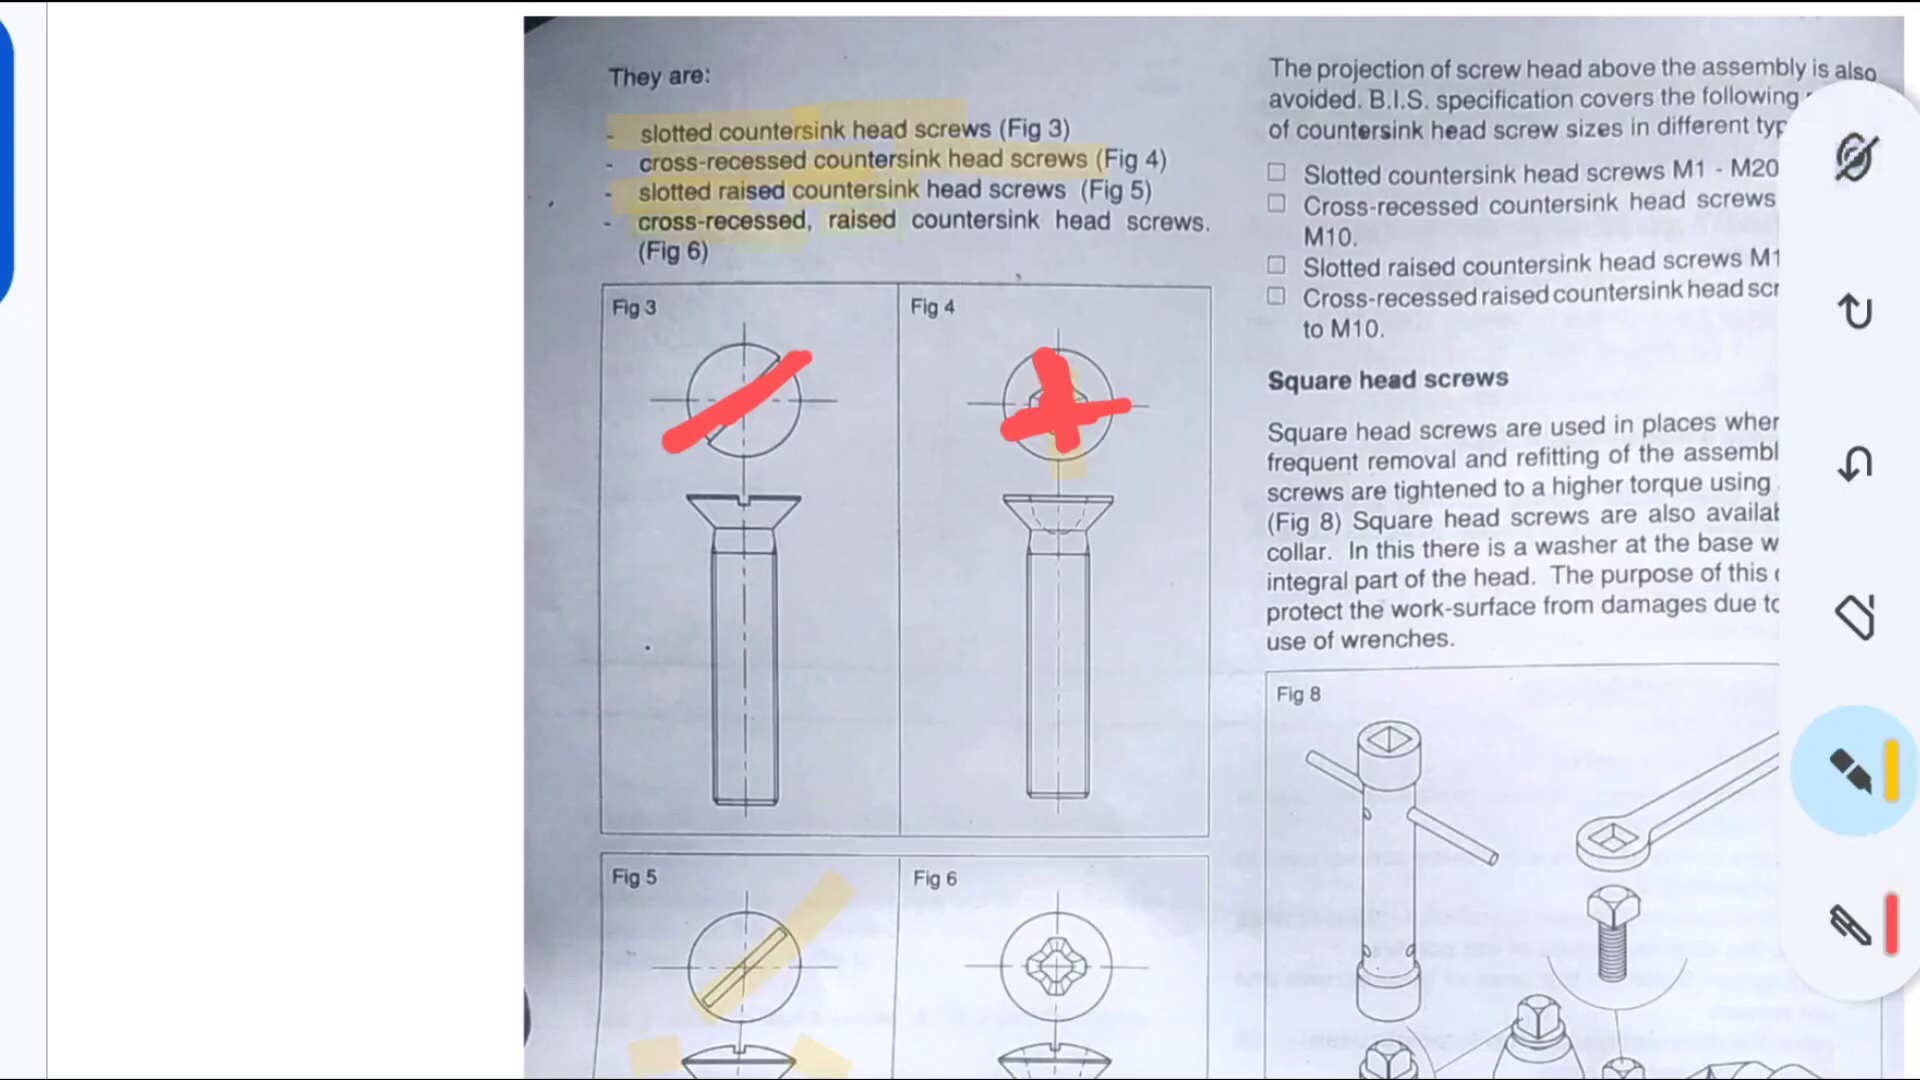 They are:
- slotted countersink head screws (Fig 3)
- cross-recessed countersink head screws (Fig 4)
- slotted raised countersink head screws (Fig 5)
- cross-recessed, raised countersink head screws.
(Fig 6)
Fig 3
Fig 4
Fig 5
Fig 6
The projection of screw head above the assembly is also
avoided. B.I.S. specification covers the following
of countersink head screw sizes in different
Slotted countersink head screws M1 - M20
Cross-recessed countersink head screws
M10.
Slotted raised countersink head screws M1
Cross-recessed raised countersink head
to M10.
Square head screws
Square head screws are used in places
frequent removal and refitting of the
screws are tightened to a higher torque using
(Fig 8) Square head screws are also
collar. In this there is a washer at the base
integral part of the head. The purpose of this
protect the work-surface from damages due
use of wrenches.
Fig 8